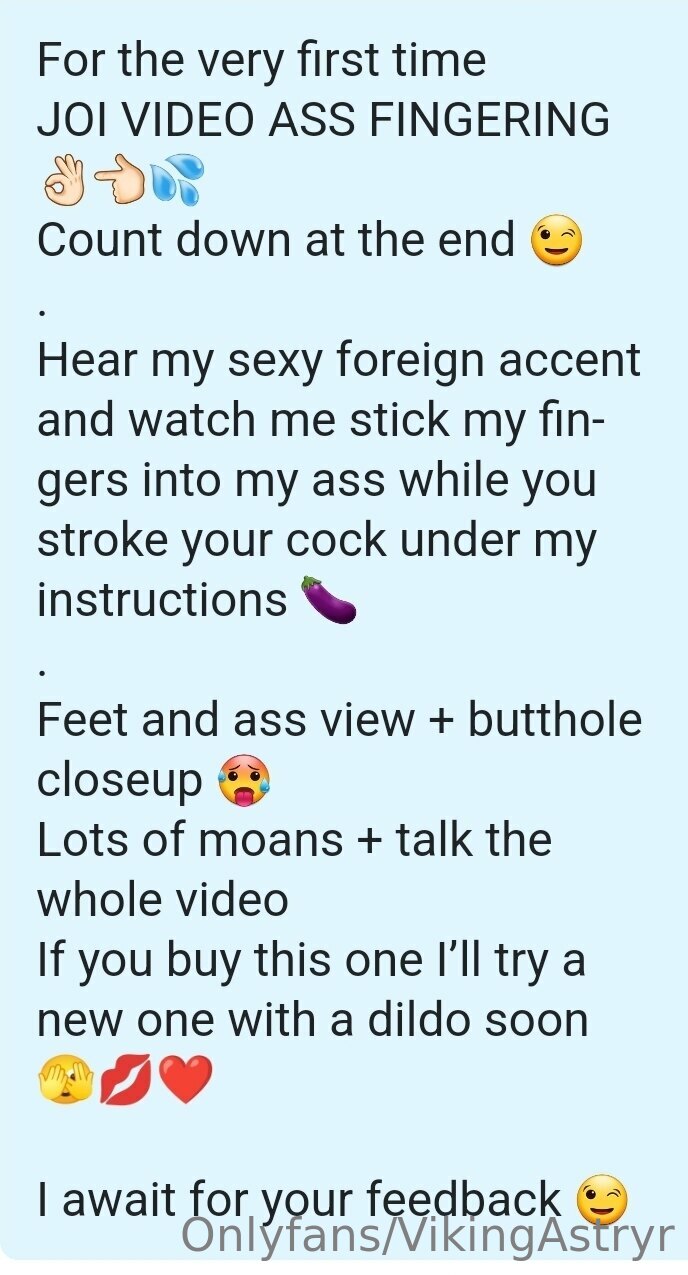 For the very first time
JOI VIDEO ASS FINGERING
👌🏻👈🏻💦
Count down at the end 😉
.
Hear my sexy foreign accent
and watch me stick my fin-
gers into my ass while you
stroke your cock under my
instructions 🍆
.
Feet and ass view + butthole
closeup 🥵
Lots of moans + talk the
whole video
If you buy this one I’ll try a
new one with a dildo soon
🫣💋❤️
I await for your feedback 😉
Onlyfans/VikingAstryr